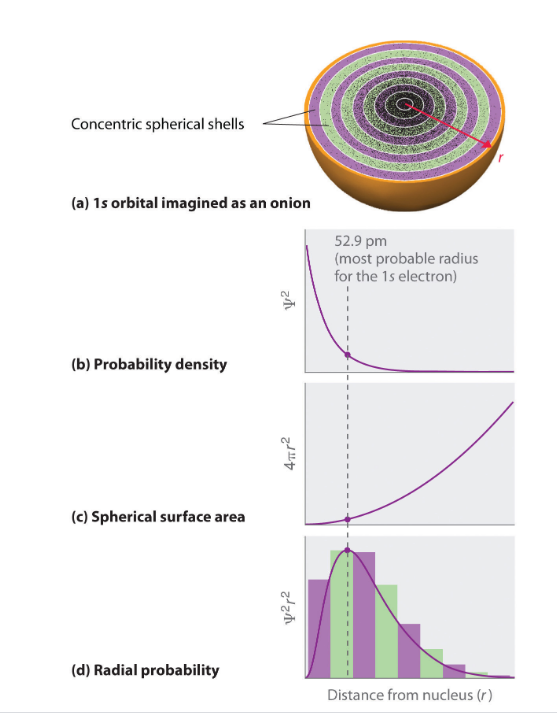 Concentric spherical shells
r
(a) 1s orbital imagined as an onion
52.9 pm
(most probable radius
for the 1s electron)
Ψ²
(b) Probability density
4πr²
(c) Spherical surface area
Ψ²r²
(d) Radial probability
Distance from nucleus (r)